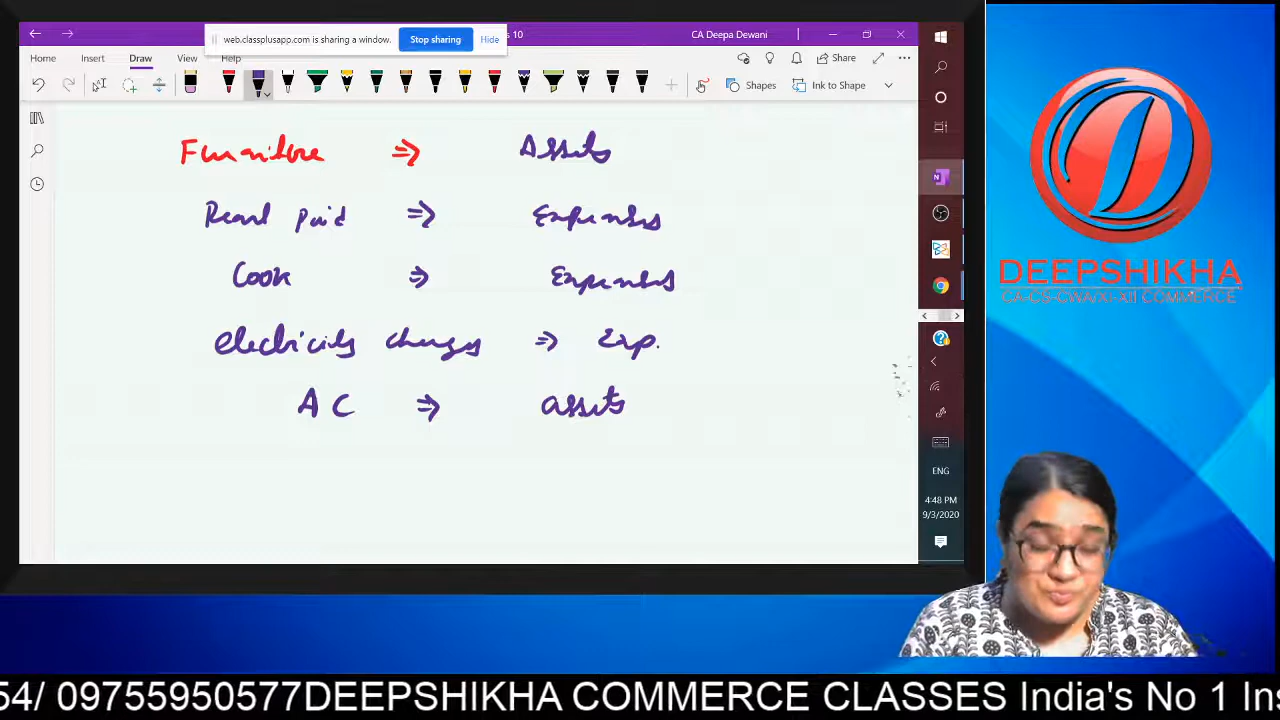 web.classplusapp.com is sharing a window. Stop sharing Hide
s 10
CA Deepa Dewani
Home Insert Draw View Help
Share
Shapes
Ink to Shape
Furniture ⇒ Assets
Rent paid ⇒ Expenses
Cook ⇒ Expenses
electricity charges ⇒ Exp.
AC ⇒ assets
ENG
4:48 PM
9/3/2020
DEEPSHIKHA
CA-CS-CWA/XI-XII COMMERCE
54/ 09755950577DEEPSHIKHA COMMERCE CLASSES India's No 1 Ins